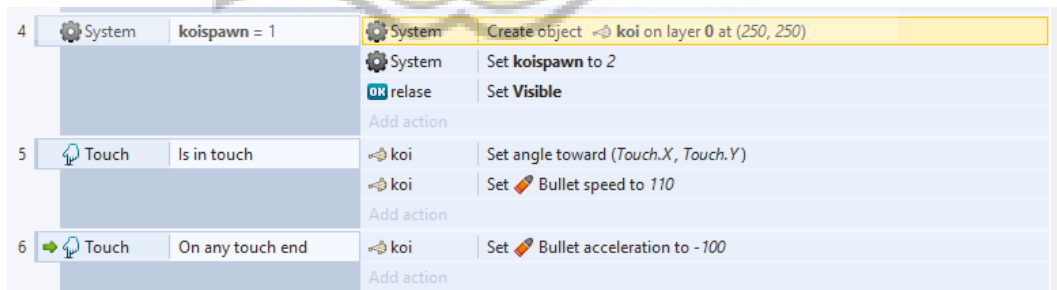 4 System koispawn = 1 System Create object koi on layer 0 at (250, 250)
System Set koispawn to 2
OK relase Set Visible
Add action
5 Touch Is in touch koi Set angle toward (Touch.X, Touch.Y)
koi Set Bullet speed to 110
Add action
6 Touch On any touch end koi Set Bullet acceleration to -100
Add action